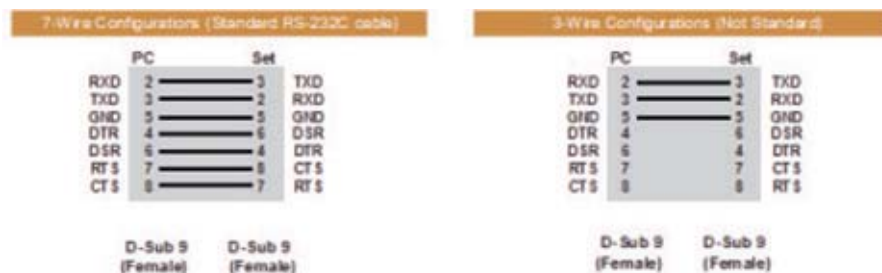 7-Wire Configurations (Standard RS-232C cable)
PC Set
RXD 2 3 TXD
TXD 3 2 RXD
GND 5 5 GND
DTR 4 6 DSR
DSR 6 4 DTR
RTS 7 8 CTS
CTS 8 7 RTS
D-Sub 9 D-Sub 9
(Female) (Female)
3-Wire Configurations (Not Standard)
PC Set
RXD 2 3 TXD
TXD 3 2 RXD
GND 5 5 GND
DTR 4 6 DSR
DSR 6 4 DTR
RTS 7 7 CTS
CTS 8 8 RTS
D-Sub 9 D-Sub 9
(Female) (Female)